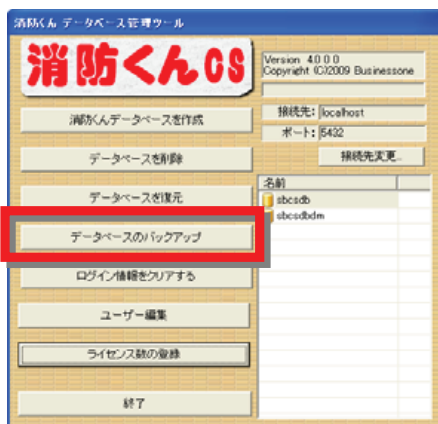 消防くん データベース管理ツール
消防くんCS
Version 4.0.0.0
Copyright (C)2009 Businessone
接続先: localhost
ポート: 5432
接続先変更...
消防くんデータベースを作成
データベースを削除
データベースを復元
データベースのバックアップ
ログイン情報をクリアする
ユーザー編集
ライセンス数の登録
終了
名前
sbcsdb
sbcsdbdm